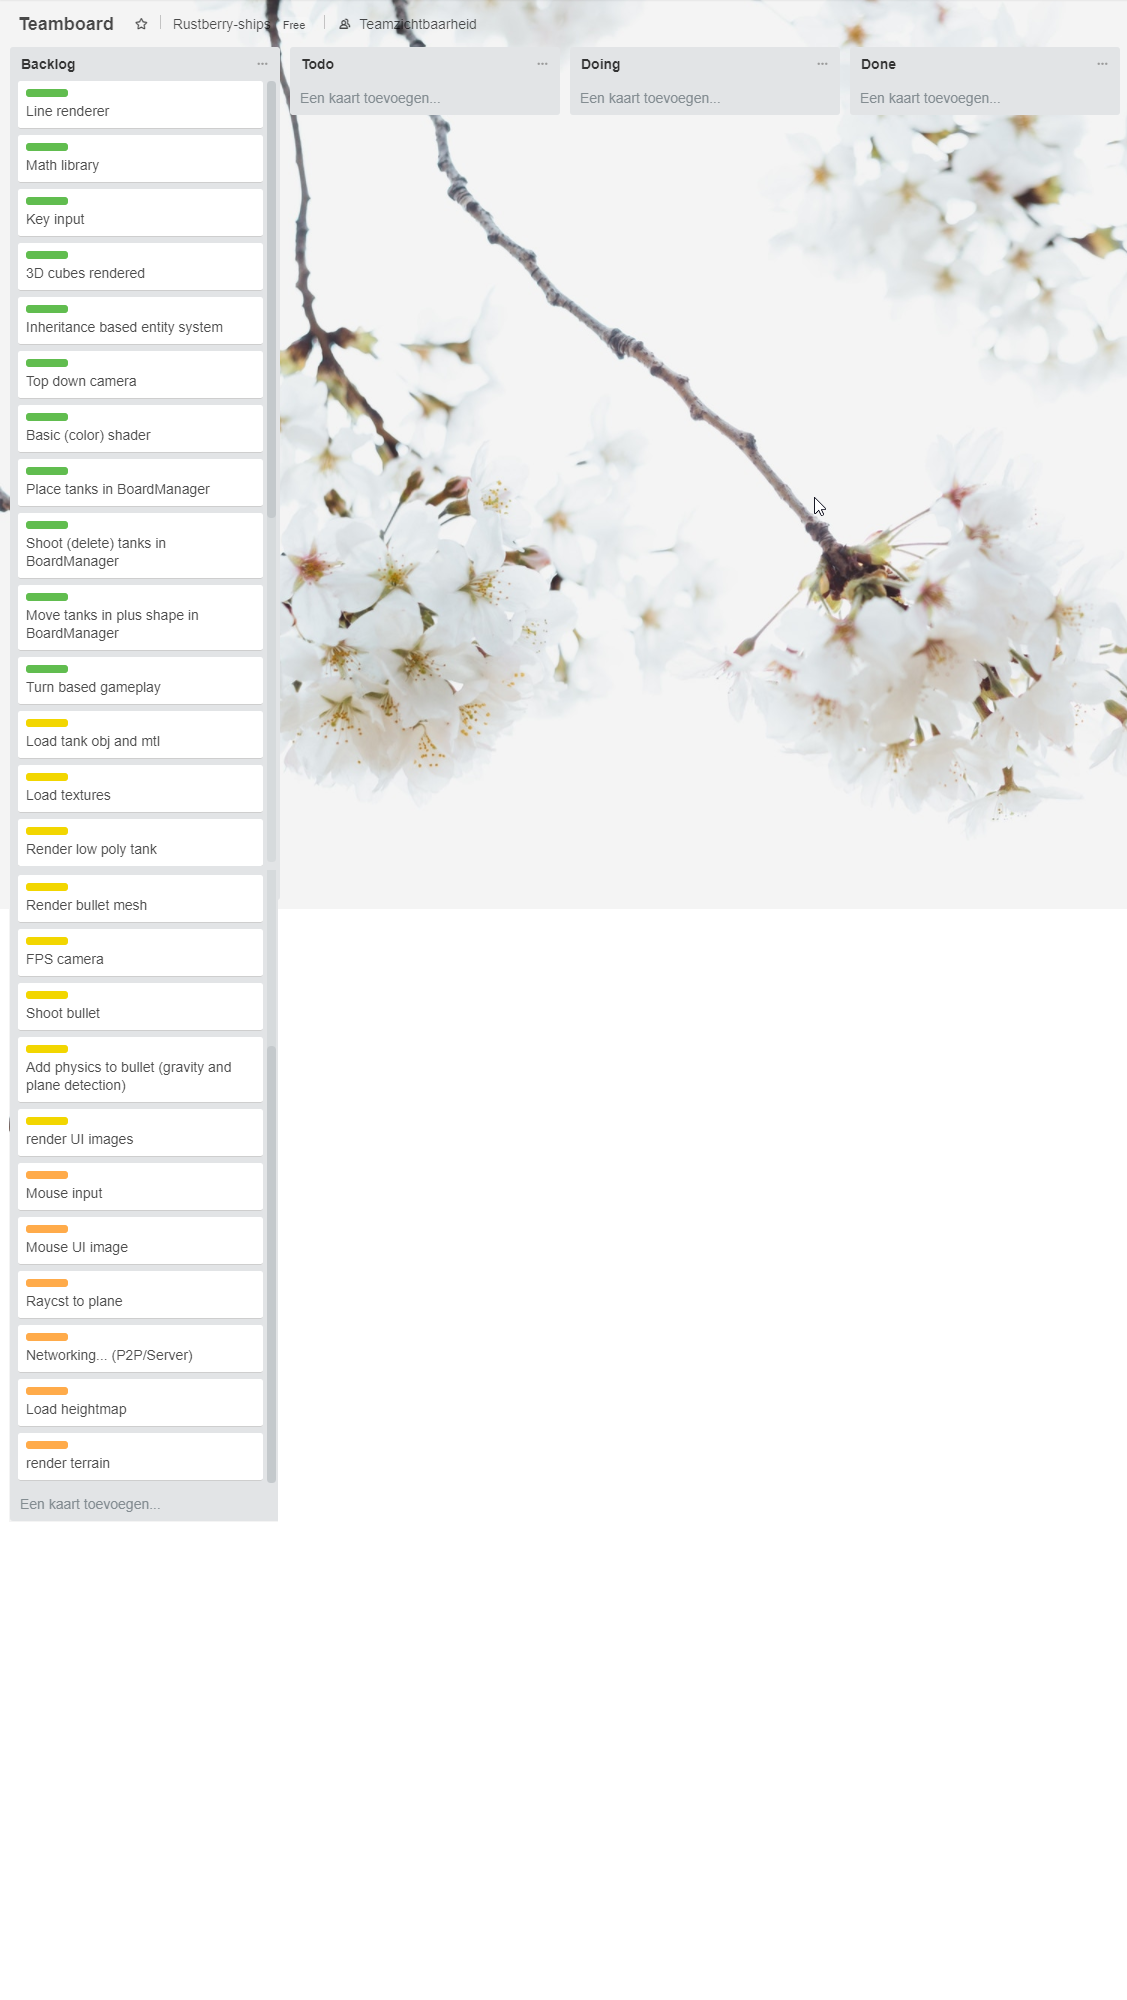 Teamboard Rustberry-ships Free Teamzichtbaarheid
Backlog
Line renderer
Math library
Key input
3D cubes rendered
Inheritance based entity system
Top down camera
Basic (color) shader
Place tanks in BoardManager
Shoot (delete) tanks in
BoardManager
Move tanks in plus shape in
BoardManager
Turn based gameplay
Load tank obj and mtl
Load textures
Render low poly tank
Render bullet mesh
FPS camera
Shoot bullet
Add physics to bullet (gravity and
plane detection)
render UI images
Mouse input
Mouse UI image
Raycst to plane
Networking... (P2P/Server)
Load heightmap
render terrain
Een kaart toevoegen...
Todo
Een kaart toevoegen...
Doing
Een kaart toevoegen...
Done
Een kaart toevoegen...